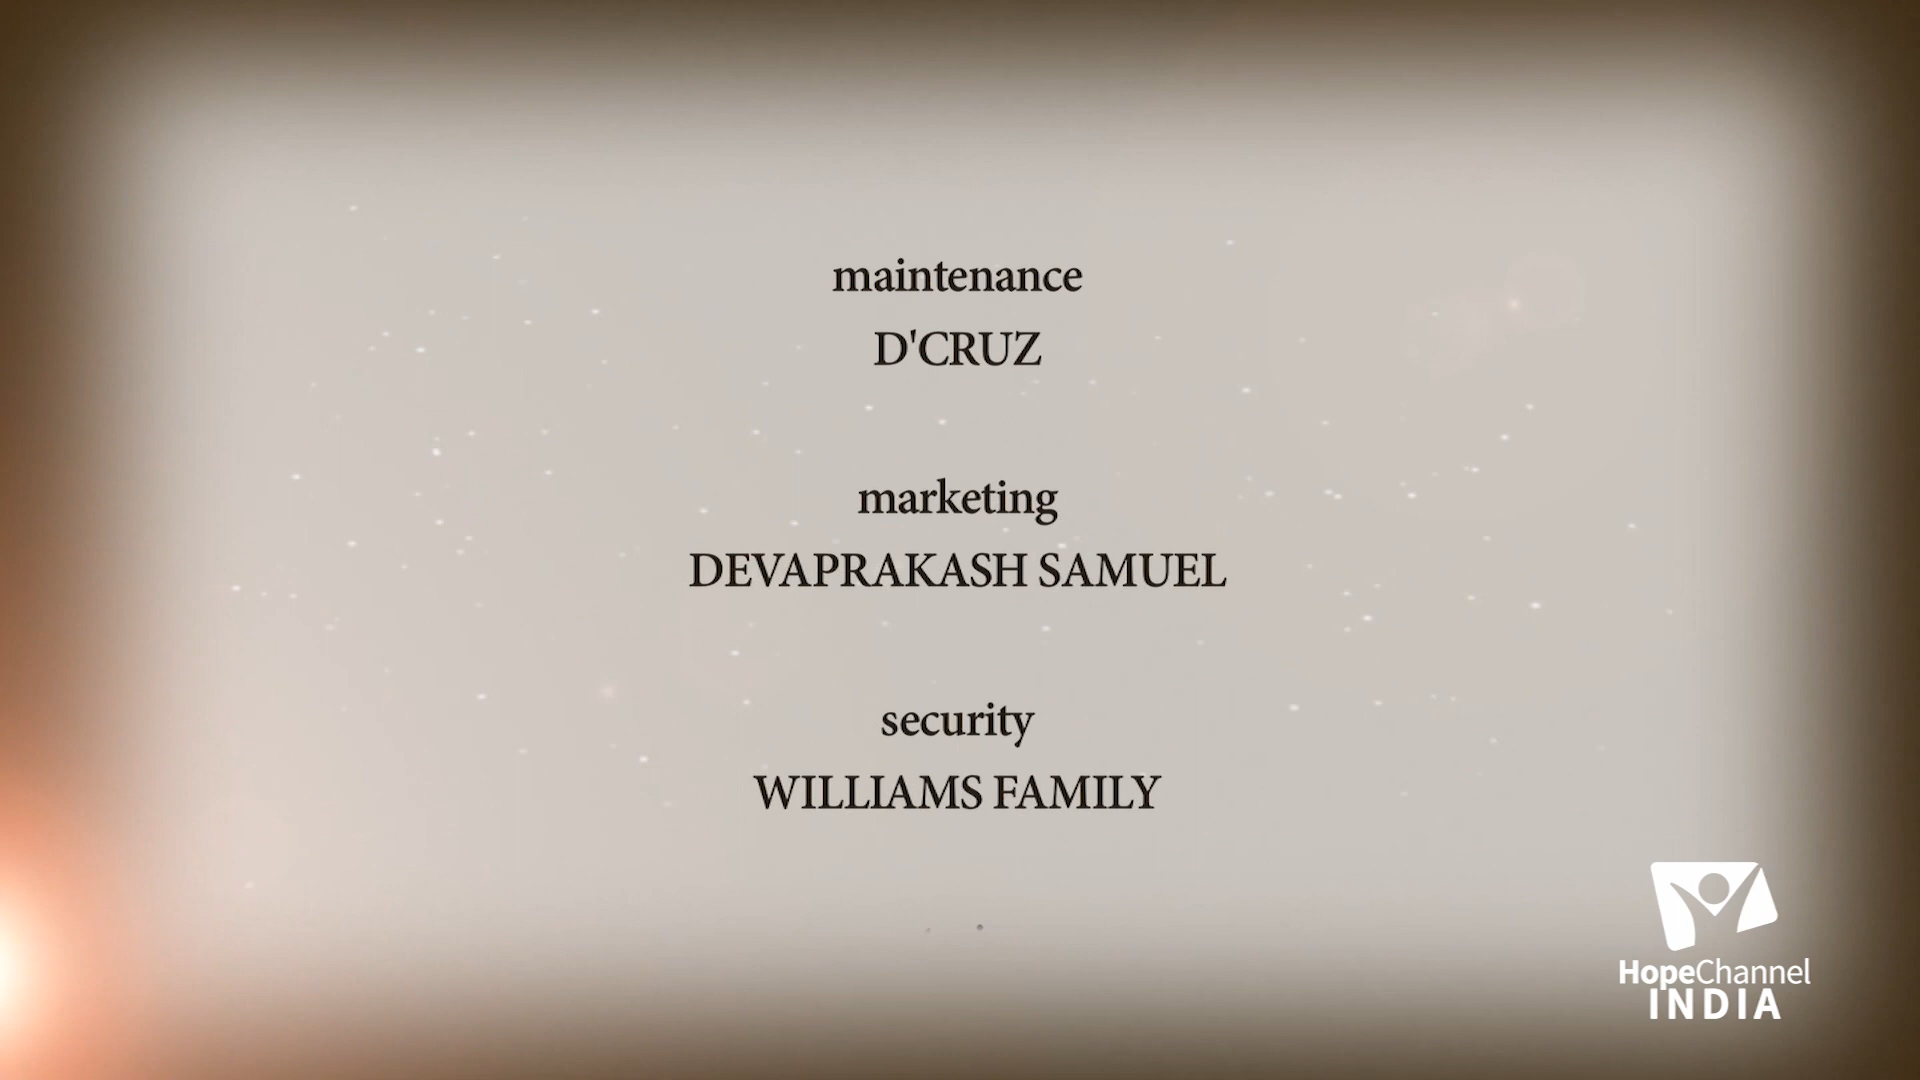 maintenance
D'CRUZ
marketing
DEVAPRAKASH SAMUEL
security
WILLIAMS FAMILY
HopeChannel
INDIA